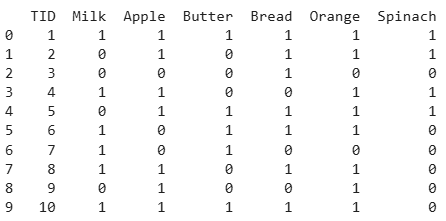 TID Milk Apple Butter Bread Orange Spinach
0 1 1 1 1 1 1 1
1 2 0 1 0 1 1 1
2 3 0 0 0 1 0 0
3 4 1 1 0 0 1 1
4 5 0 1 1 1 1 1
5 6 1 0 1 1 1 0
6 7 1 0 1 0 0 0
7 8 1 1 0 1 1 0
8 9 0 1 0 0 1 0
9 10 1 1 1 1 1 0